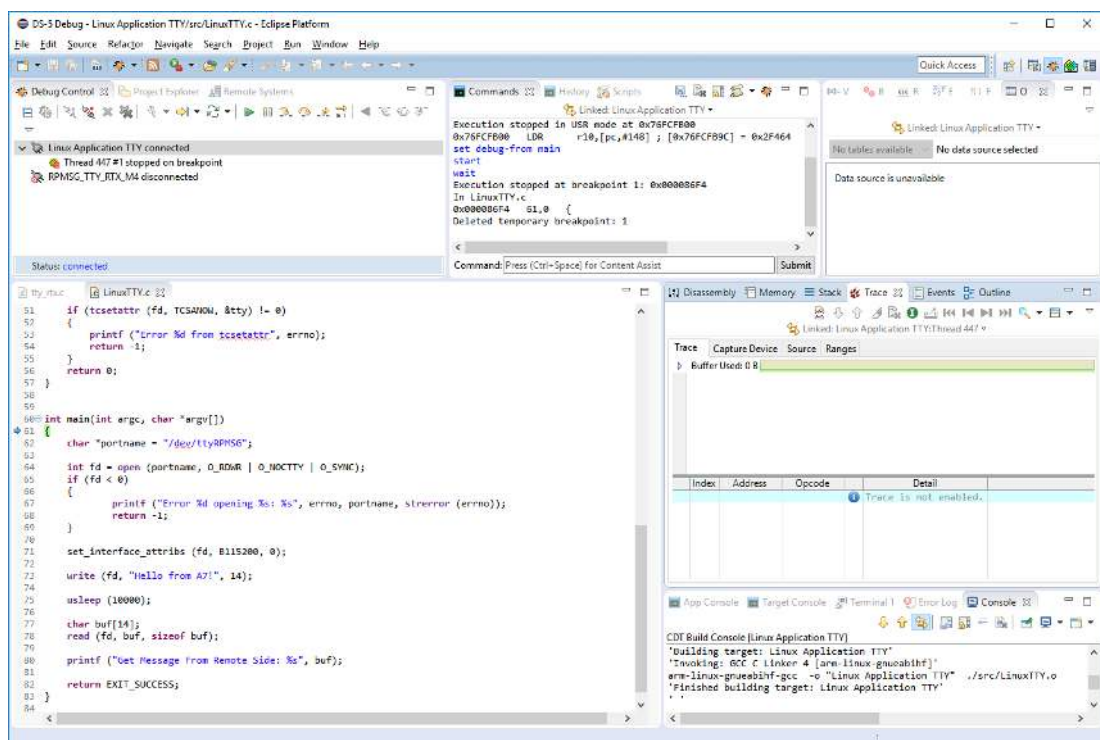 DS-5 Debug - Linux Application TTY/src/LinuxTTY.c - Eclipse Platform
File Edit Source Refactor Navigate Search Project Run Window Help
Quick Access
Debug Control Project Explorer Remote Systems
Linux Application TTY connected
Thread 447 #1 stopped on breakpoint
RPMSG_TTY_RTX_M4 disconnected
Status: connected
Commands History Scripts
Linked: Linux Application TTY
Execution stopped in USR mode at 0x76FCFB00
0x76FCFB00 LDR r10,[pc,#148] ; [0x76FCFB9C] = 0x2F464
set debug-from main
start
wait
Execution stopped at breakpoint 1: 0x000086F4
In LinuxTTY.c
0x000086F4 61,0 {
Deleted temporary breakpoint: 1
Command: Press (Ctrl+Space) for Content Assist Submit
Linked: Linux Application TTY
No tables available No data source selected
Data source is unavailable
tty_rtx.c LinuxTTY.c
51 if (tcsetattr (fd, TCSANOW, &tty) != 0)
52 {
53 printf ("Error %d from tcsetattr", errno);
54 return -1;
55 }
56 return 0;
57 }
58
59
60 int main(int argc, char *argv[])
61 {
62 char *portname = "/dev/ttyRPMSG";
63
64 int fd = open (portname, O_RDWR | O_NOCTTY | O_SYNC);
65 if (fd < 0)
66 {
67 printf ("Error %d opening %s: %s", errno, portname, strerror (errno));
68 return -1;
69 }
70
71 set_interface_attribs (fd, B115200, 0);
72
73 write (fd, "Hello from A7!", 14);
74
75 usleep (10000);
76
77 char buf[14];
78 read (fd, buf, sizeof buf);
79
80 printf ("Get Message From Remote Side: %s", buf);
81
82 return EXIT_SUCCESS;
83 }
84
Disassembly Memory Stack Trace Events Outline
Linked: Linux Application TTY:Thread 447
Trace Capture Device Source Ranges
Buffer Used: 0 B
Index Address Opcode Detail
Trace is not enabled.
App Console Target Console Terminal 1 Error Log Console
CDT Build Console [Linux Application TTY]
'Building target: Linux Application TTY'
'Invoking: GCC C Linker 4 [arm-linux-gnueabihf]'
arm-linux-gnueabihf-gcc -o "Linux Application TTY" ./src/LinuxTTY.o
'Finished building target: Linux Application TTY'
' '